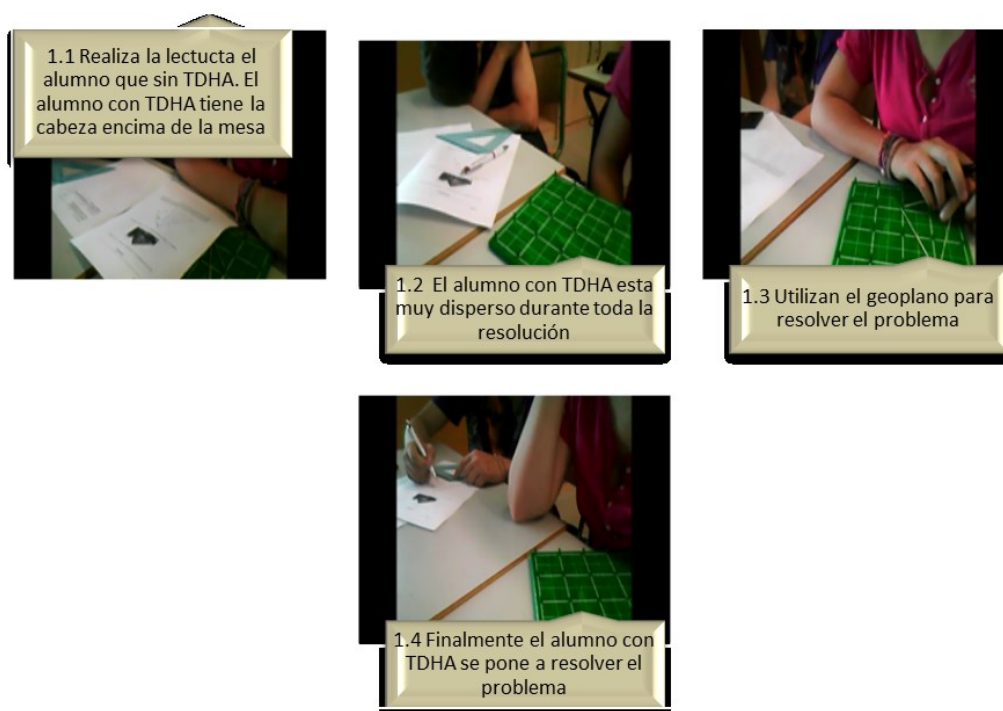 1.1 Realiza la lectucta el
alumno que sin TDHA. El
alumno con TDHA tiene la
cabeza encima de la mesa
1.2 El alumno con TDHA esta
muy disperso durante toda la
resolución
1.3 Utilizan el geoplano para
resolver el problema
1.4 Finalmente el alumno con
TDHA se pone a resolver el
problema